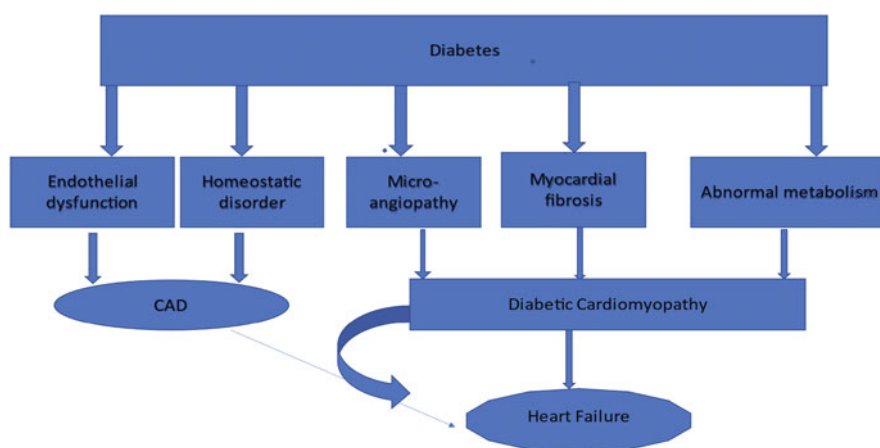 Diabetes
Endothelial
dysfunction
Homeostatic
disorder
Micro-
angiopathy
Myocardial
fibrosis
Abnormal metabolism
CAD
Diabetic Cardiomyopathy
Heart Failure